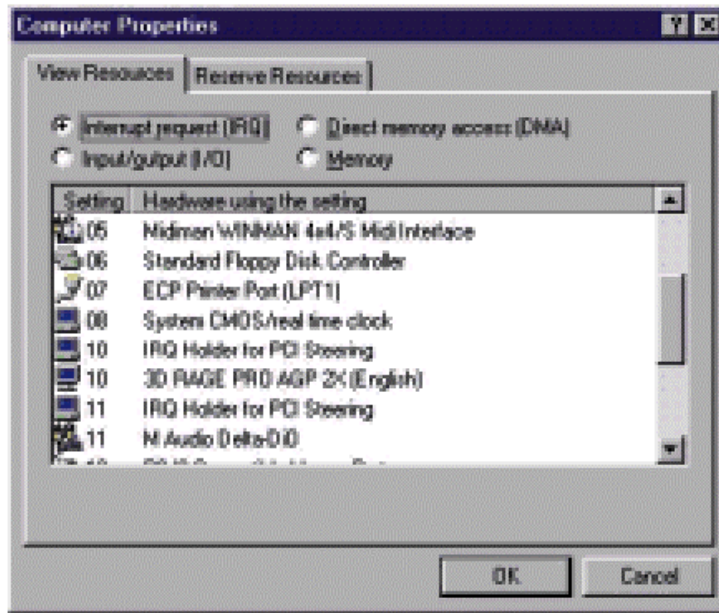 Computer Properties
View Resources Reserve Resources
Interrupt request (IRQ) Direct memory access (DMA)
Input/output (I/O) Memory
Setting Hardware using the setting
05 Midiman WINMAN 4x4/S Midi Interface
06 Standard Floppy Disk Controller
07 ECP Printer Port (LPT1)
08 System CMOS/real time clock
10 IRQ Holder for PCI Steering
10 3D RAGE PRO AGP 2X (English)
11 IRQ Holder for PCI Steering
11 M Audio Delta-DiO
OK Cancel